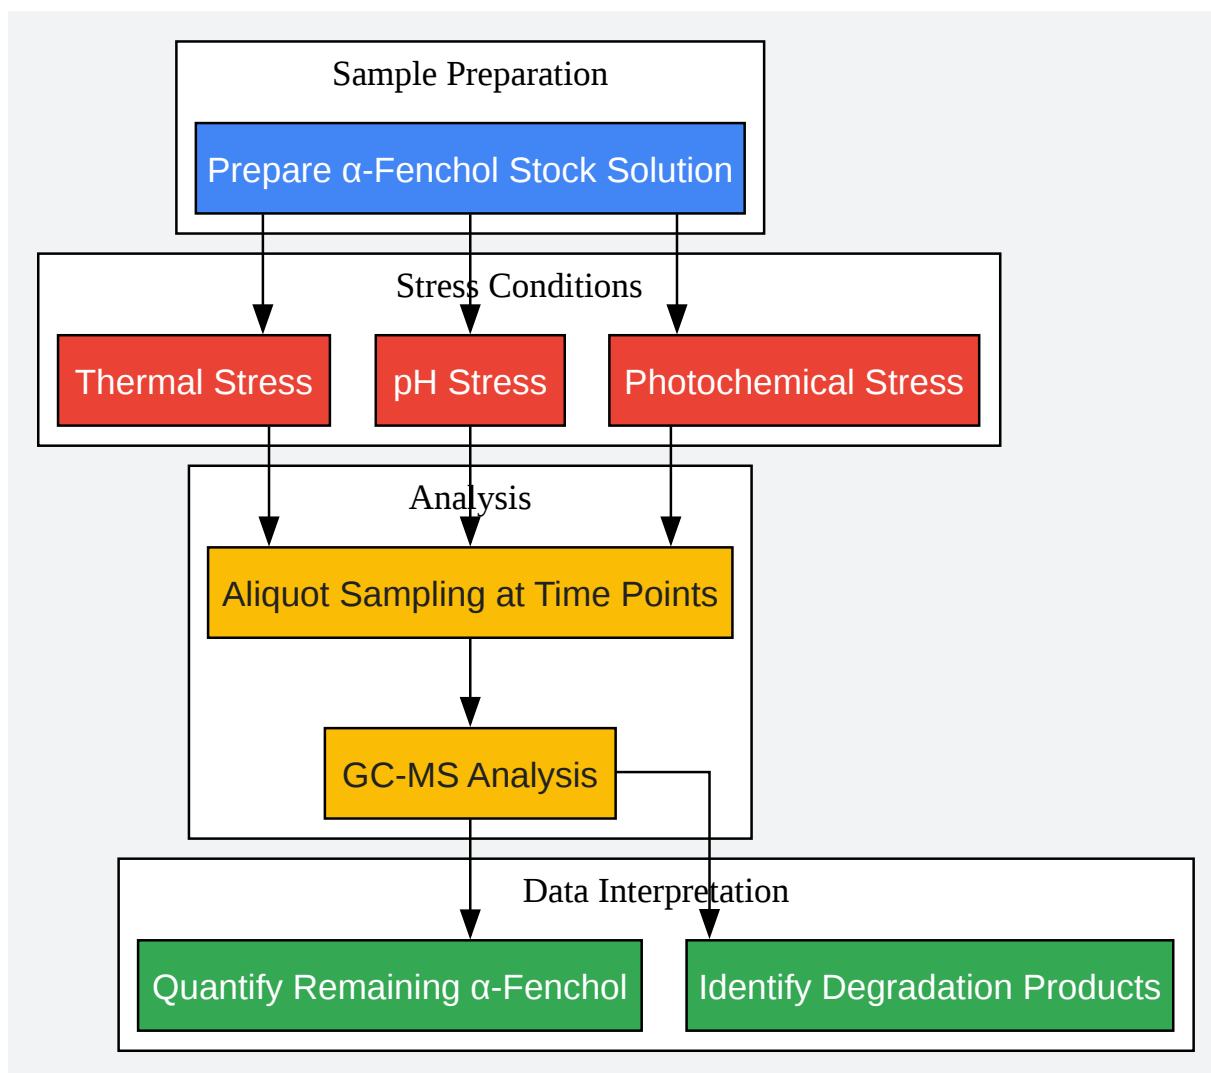 Sample Preparation
Prepare α-Fenchol Stock Solution
Stress Conditions
Thermal Stress
pH Stress
Photochemical Stress
Analysis
Aliquot Sampling at Time Points
GC-MS Analysis
Data Interpretation
Quantify Remaining α-Fenchol
Identify Degradation Products